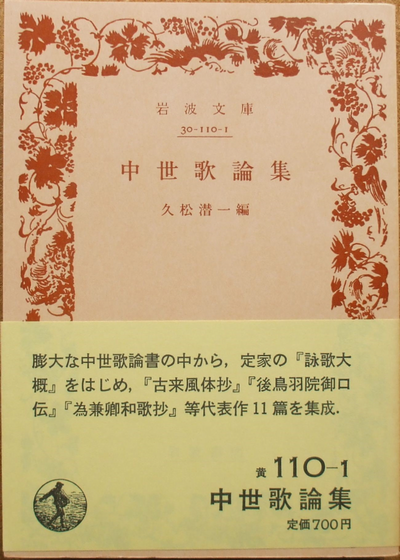 岩波文庫
30-110-1
中世歌論集
久松潜一編
膨大な中世歌論書の中から，定家の『詠歌大
概』をはじめ，『古来風体抄』『後鳥羽院御口
伝』『為兼卿和歌抄』等代表作11篇を集成．
黄 110-1
中世歌論集
定価700円